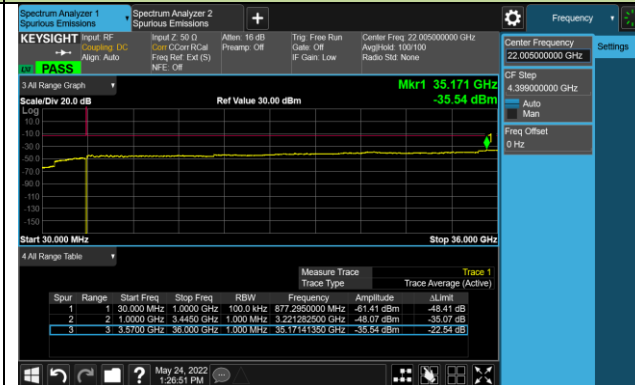 Spectrum Analyzer 1
Spurious Emissions
Spectrum Analyzer 2
Spurious Emissions
+
Frequency
KEYSIGHT
Input: RF
Coupling: DC
Align: Auto
Input Z: 50 Ω
Corr CCorr RCal
Freq Ref: Ext (S)
NFE: Off
Atten: 16 dB
Preamp: Off
Trig: Free Run
Gate: Off
IF Gain: Low
Center Freq: 22.005000000 GHz
Avg|Hold: 100/100
Radio Std: None
PASS
Center Frequency
22.005000000 GHz
Settings
CF Step
4.399000000 GHz
Auto
Man
Freq Offset
0 Hz
3 All Range Graph
Mkr1 35.171 GHz
Scale/Div 20.0 dB
Ref Value 30.00 dBm
-35.54 dBm
Log
10.0
-10.0
-30.0
-50.0
-70.0
-90.0
-110
-130
-150
1
Start 30.000 MHz
Stop 36.000 GHz
4 All Range Table
Measure Trace
Trace 1
Trace Type
Trace Average (Active)
Spur Range Start Freq Stop Freq RBW Frequency Amplitude ΔLimit
1 1 30.000 MHz 1.0000 GHz 100.0 kHz 877.2950000 MHz -61.41 dBm -48.41 dB
2 2 1.0000 GHz 3.4450 GHz 1.000 MHz 3.221282500 GHz -48.07 dBm -35.07 dB
3 3 3.5700 GHz 36.000 GHz 1.000 MHz 35.17141350 GHz -35.54 dBm -22.54 dB
?
May 24, 2022
1:26:51 PM